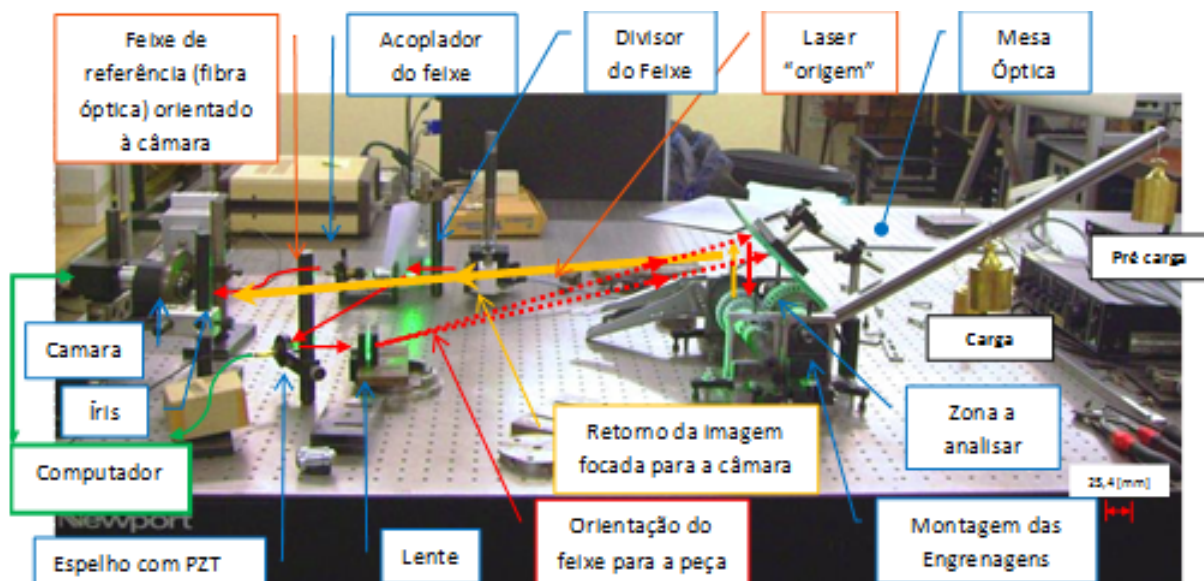 Feixe de
referência (fibra
óptica) orientado
à câmara
Acoplador
do feixe
Divisor
do Feixe
Laser
“origem”
Mesa
Óptica
Pré carga
Carga
Camara
Íris
Computador
Zona a
analisar
Retorno da Imagem
focada para a câmara
25,4 [mm]
Newport
Espelho com PZT
Lente
Orientação do
feixe para a peça
Montagem das
Engrenagens